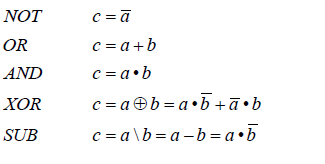 NOT c = a̅
OR c = a + b
AND c = a • b
XOR c = a ⊕ b = a • b̅ + a̅ • b
SUB c = a \ b = a − b = a • b̅